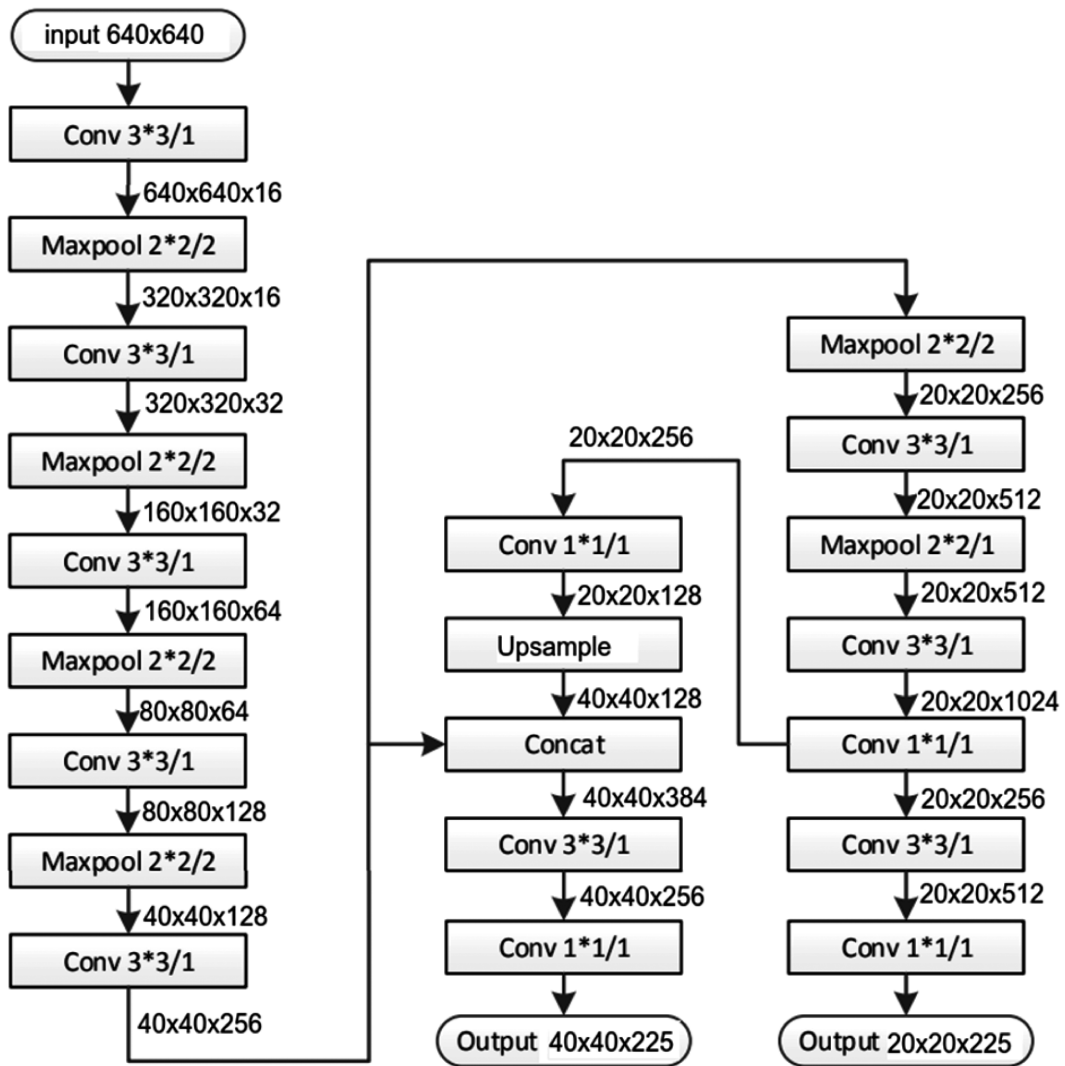 input 640x640
Conv 3*3/1
640x640x16
Maxpool 2*2/2
320x320x16
Conv 3*3/1
320x320x32
Maxpool 2*2/2
160x160x32
Conv 3*3/1
160x160x64
Maxpool 2*2/2
80x80x64
Conv 3*3/1
80x80x128
Maxpool 2*2/2
40x40x128
Conv 3*3/1
40x40x256
20x20x256
Conv 1*1/1
20x20x128
Upsample
40x40x128
Concat
40x40x384
Conv 3*3/1
40x40x256
Conv 1*1/1
Output 40x40x225
Maxpool 2*2/2
20x20x256
Conv 3*3/1
20x20x512
Maxpool 2*2/1
20x20x512
Conv 3*3/1
20x20x1024
Conv 1*1/1
20x20x256
Conv 3*3/1
20x20x512
Conv 1*1/1
Output 20x20x225